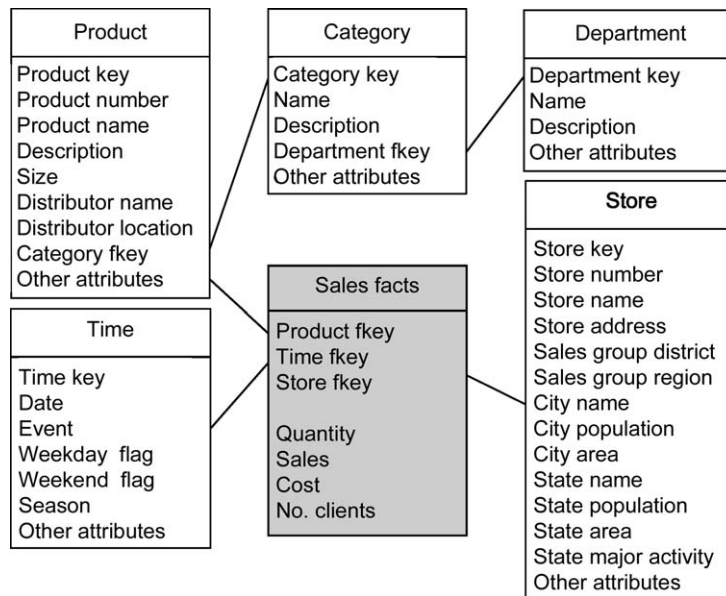 Product
Product key
Product number
Product name
Description
Size
Distributor name
Distributor location
Category fkey
Other attributes
Category
Category key
Name
Description
Department fkey
Other attributes
Department
Department key
Name
Description
Other attributes
Time
Time key
Date
Event
Weekday flag
Weekend flag
Season
Other attributes
Sales facts
Product fkey
Time fkey
Store fkey
Quantity
Sales
Cost
No. clients
Store
Store key
Store number
Store name
Store address
Sales group district
Sales group region
City name
City population
City area
State name
State population
State area
State major activity
Other attributes